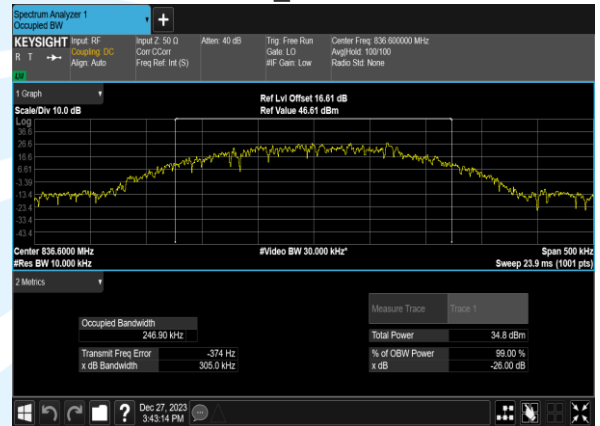 Spectrum Analyzer 1
Occupied BW
KEYSIGHT
R T
LV
Input: RF
Coupling: DC
Align: Auto
Input Z: 50 Ω
Corr CCorr
Freq Ref: Int (S)
Atten: 40 dB
Trig: Free Run
Gate: LO
#IF Gain: Low
Center Freq: 836.600000 MHz
Avg|Hold: 100/100
Radio Std: None
1 Graph
Scale/Div 10.0 dB
Ref Lvl Offset 16.61 dB
Ref Value 46.61 dBm
Log
36.6
26.6
16.6
6.61
-3.39
-13.4
-23.4
-33.4
-43.4
Center 836.6000 MHz
#Video BW 30.000 kHz*
Span 500 kHz
#Res BW 10.000 kHz
Sweep 23.9 ms (1001 pts)
2 Metrics
Measure Trace Trace 1
Occupied Bandwidth
246.90 kHz
Total Power 34.8 dBm
Transmit Freq Error -374 Hz
% of OBW Power 99.00 %
x dB Bandwidth 305.0 kHz
x dB -26.00 dB
?
Dec 27, 2023
3:43:14 PM